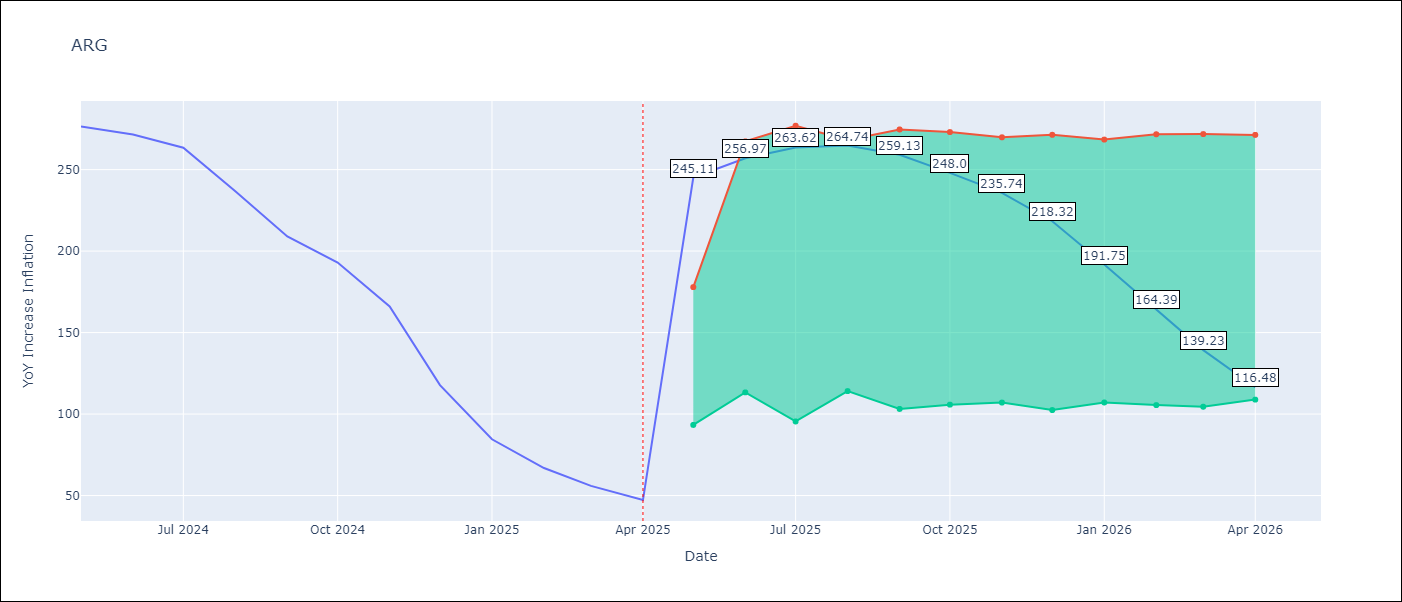 ARG
YoY Increase Inflation
250
200
150
100
50
245.11
256.97
263.62
264.74
259.13
248.0
235.74
218.32
191.75
164.39
139.23
116.48
Jul 2024
Oct 2024
Jan 2025
Apr 2025
Jul 2025
Oct 2025
Jan 2026
Apr 2026
Date